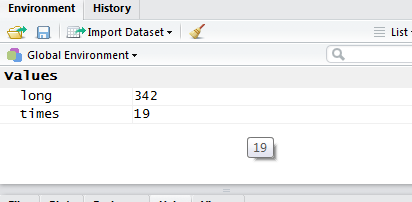 Environment History
Import Dataset List
Global Environment
values
long 342
times 19
19